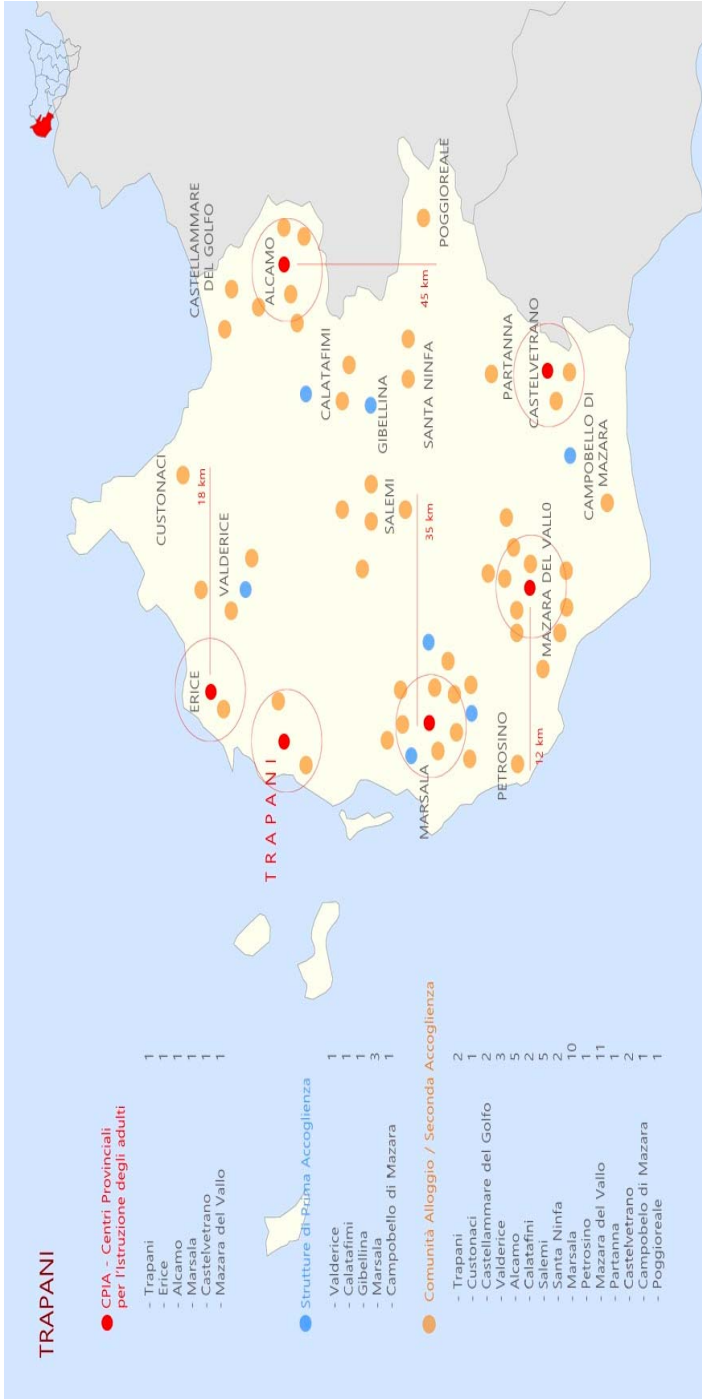 TRAPANI
CPIA - Centri Provinciali
per l'Istruzione degli adulti
- Trapani 1
- Erice 1
- Alcamo 1
- Marsala 1
- Castelvetrano 1
- Mazara del Vallo 1
Strutture di Prima Accoglienza
- Valderice 1
- Calatafimi 1
- Gibellina 1
- Marsala 3
- Campobello di Mazara 1
Comunità Alloggio / Seconda Accoglienza
- Trapani 2
- Custonaci 1
- Castellammare del Golfo 2
- Valderice 3
- Alcamo 5
- Calatafini 2
- Salemi 5
- Santa Ninfa 2
- Marsala 10
- Petrosino 1
- Mazara del Vallo 11
- Partanna 1
- Castelvetrano 2
- Campobelo di Mazara 1
- Poggioreale 1
CUSTONACI
18 km
VALDERICE
ERICE
TRAPANI
CASTELLAMMARE
DEL GOLFO
ALCAMO
45 km
POGGIOREALE
CALATAFIMI
GIBELLINA
SANTA NINFA
SALEMI
35 km
PARTANNA
CASTELVETRANO
CAMPOBELLO DI
MAZARA
MAZARA DEL VALLO
MARSALA
PETROSINO
12 km